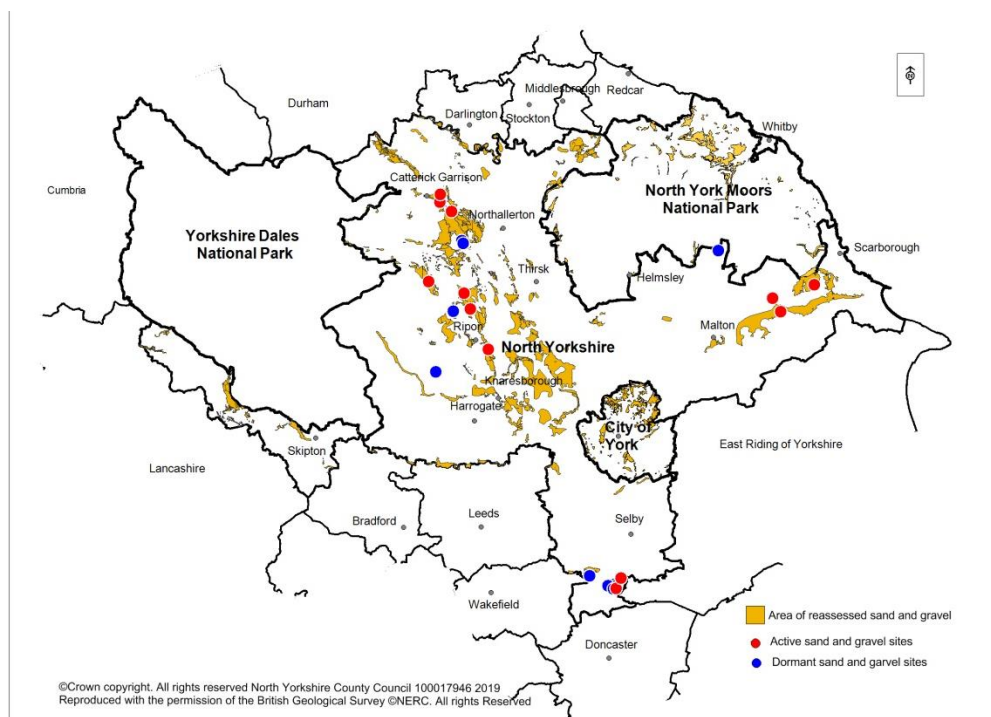 Durham
Middlesbrough
Redcar
Darlington
Stockton
Whitby
Cumbria
Catterick Garrison
North York Moors
National Park
Northallerton
Yorkshire Dales
National Park
Scarborough
Helmsley
Thirsk
Malton
Ripon
North Yorkshire
Knaresborough
Harrogate
City of
York
East Riding of Yorkshire
Skipton
Lancashire
Bradford
Leeds
Selby
Wakefield
Doncaster
Area of reassessed sand and gravel
Active sand and gravel sites
Dormant sand and garvel sites
©Crown copyright. All rights reserved North Yorkshire County Council 100017946 2019
Reproduced with the permission of the British Geological Survey ©NERC. All rights Reserved